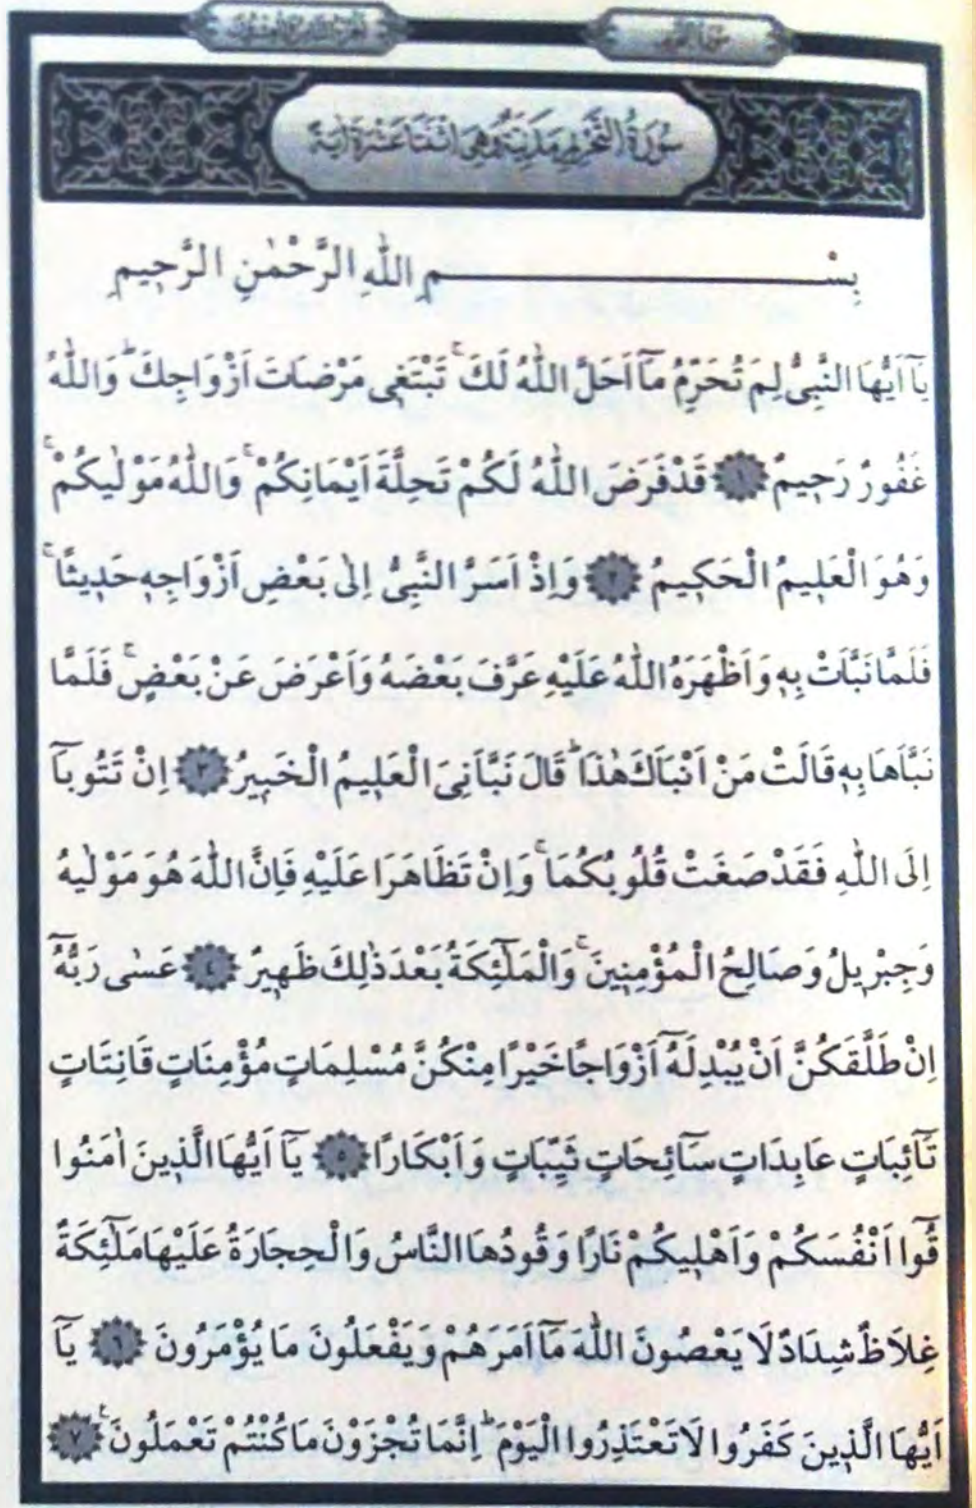 سُورَةُ التَّحْرِيمِ مَدَنِيَّةٌ وَهِيَ اثْنَتَا عَشْرَةَ اٰيَةً
بِسْمِ اللّٰهِ الرَّحْمٰنِ الرَّحٖيمِ
يَٓا اَيُّهَا النَّبِيُّ لِمَ تُحَرِّمُ مَٓا اَحَلَّ اللّٰهُ لَكَۚ تَبْتَغٖي مَرْضَاتَ اَزْوَاجِكَۜ وَاللّٰهُ
غَفُورٌ رَحٖيمٌ ﴿١﴾ قَدْ فَرَضَ اللّٰهُ لَكُمْ تَحِلَّةَ اَيْمَانِكُمْۚ وَاللّٰهُ مَوْلٰيكُمْۚ
وَهُوَ الْعَلٖيمُ الْحَكٖيمُ ﴿٢﴾ وَاِذْ اَسَرَّ النَّبِيُّ اِلٰى بَعْضِ اَزْوَاجِهٖ حَدٖيثًاۚ
فَلَمَّا نَبَّاَتْ بِهٖ وَاَظْهَرَهُ اللّٰهُ عَلَيْهِ عَرَّفَ بَعْضَهُ وَاَعْرَضَ عَنْ بَعْضٍۚ فَلَمَّا
نَبَّاَهَا بِهٖ قَالَتْ مَنْ اَنْبَاَكَ هٰذَاۜ قَالَ نَبَّاَنِيَ الْعَلٖيمُ الْخَبٖيرُ ﴿٣﴾ اِنْ تَتُوبَٓا
اِلَى اللّٰهِ فَقَدْ صَغَتْ قُلُوبُكُمَاۚ وَاِنْ تَظَاهَرَا عَلَيْهِ فَاِنَّ اللّٰهَ هُوَ مَوْلٰيهُ
وَجِبْرٖيلُ وَصَالِحُ الْمُؤْمِنٖينَۚ وَالْمَلٰٓئِكَةُ بَعْدَ ذٰلِكَ ظَهٖيرٌ ﴿٤﴾ عَسٰى رَبُّهُٓ
اِنْ طَلَّقَكُنَّ اَنْ يُبْدِلَهُٓ اَزْوَاجًا خَيْرًا مِنْكُنَّ مُسْلِمَاتٍ مُؤْمِنَاتٍ قَانِتَاتٍ
تَٓائِبَاتٍ عَابِدَاتٍ سَٓائِحَاتٍ ثَيِّبَاتٍ وَاَبْكَارًا ﴿٥﴾ يَٓا اَيُّهَا الَّذٖينَ اٰمَنُوا
قُٓوا اَنْفُسَكُمْ وَاَهْلٖيكُمْ نَارًا وَقُودُهَا النَّاسُ وَالْحِجَارَةُ عَلَيْهَا مَلٰٓئِكَةٌ
غِلَاظٌ شِدَادٌ لَا يَعْصُونَ اللّٰهَ مَٓا اَمَرَهُمْ وَيَفْعَلُونَ مَا يُؤْمَرُونَ ﴿٦﴾ يَٓا
اَيُّهَا الَّذٖينَ كَفَرُوا لَا تَعْتَذِرُوا الْيَوْمَۜ اِنَّمَا تُجْزَوْنَ مَا كُنْتُمْ تَعْمَلُونَۚ ﴿٧﴾